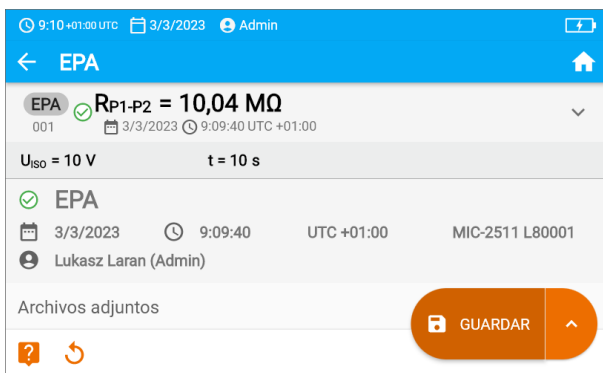 9:10 +01:00 UTC 3/3/2023 Admin
EPA
EPA RP1-P2 = 10,04 MΩ
001 3/3/2023 9:09:40 UTC +01:00
UISO = 10 V t = 10 s
EPA
3/3/2023 9:09:40 UTC +01:00 MIC-2511 L80001
Lukasz Laran (Admin)
Archivos adjuntos
GUARDAR
?